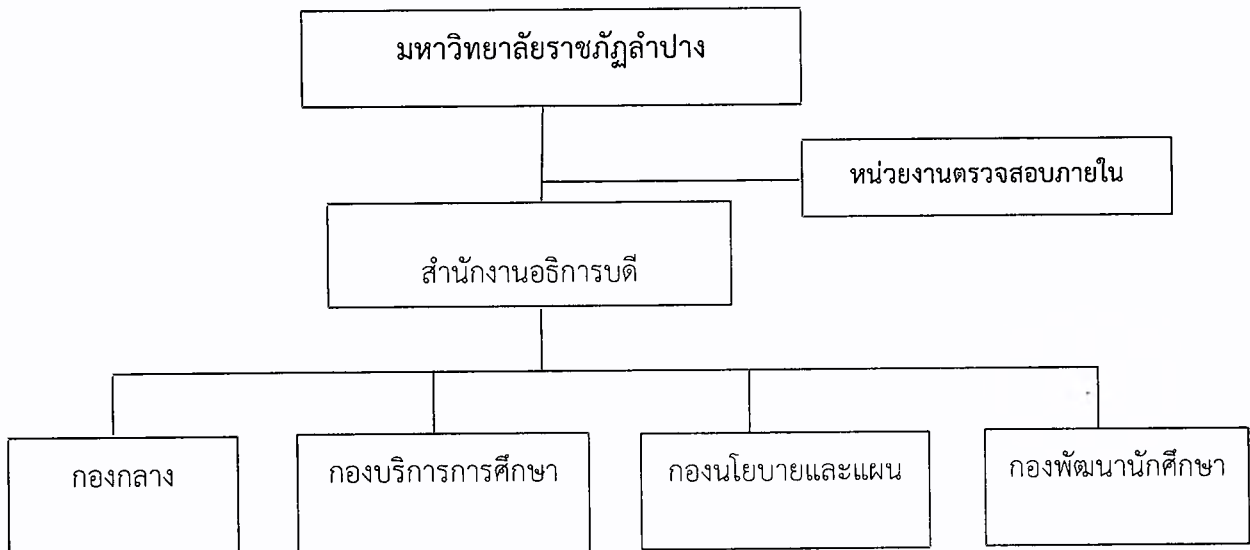 มหาวิทยาลัยราชภัฏลำปาง
หน่วยงานตรวจสอบภายใน
สำนักงานอธิการบดี
กองกลาง
กองบริการการศึกษา
กองนโยบายและแผน
กองพัฒนานักศึกษา